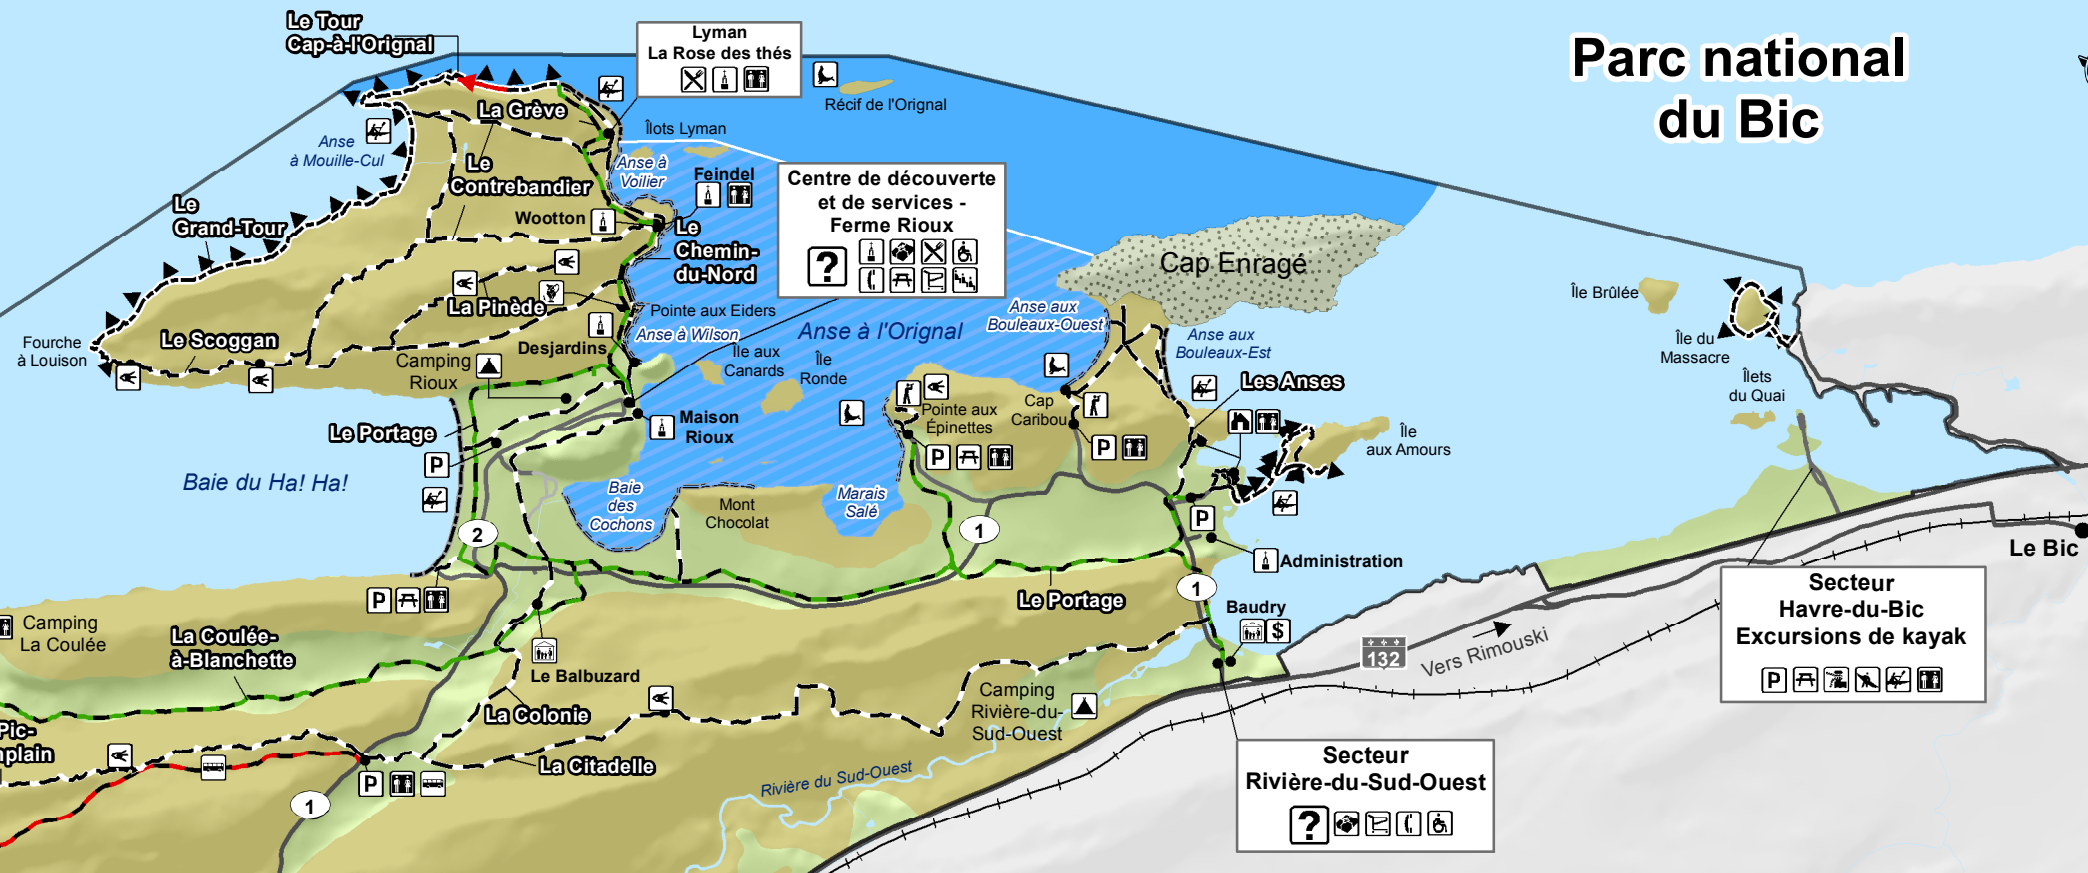 Parc national
du Bic
Le Tour
Cap-à-l'Orignal
Lyman
La Rose des thés
Récif de l'Orignal
La Grève
Îlots Lyman
Anse
à Mouille-Cul
Anse à
Voilier
Le
Contrebandier
Feindel
Centre de découverte
et de services -
Ferme Rioux
?
Le
Grand-Tour
Wootton
Le
Chemin-
du-Nord
Cap Enragé
La Pinède
Pointe aux Eiders
Anse à Wilson
Anse à l'Orignal
Anse aux
Bouleaux-Ouest
Anse aux
Bouleaux-Est
Île Brûlée
Île du
Massacre
Îlets
du Quai
Fourche
à Louison
Le Scoggan
Desjardins
Camping
Rioux
Île aux
Canards
Île
Ronde
Les Anses
Pointe aux
Épinettes
Cap
Caribou
Maison
Rioux
Le Portage
P
P
P
Île
aux Amours
Baie du Ha! Ha!
Baie
des
Cochons
Mont
Chocolat
Marais
Salé
2
1
P
Administration
Le Bic
P
Camping
La Coulée
La Coulée-
à-Blanchette
Le Portage
1
Baudry
$
132
Vers Rimouski
Secteur
Havre-du-Bic
Excursions de kayak
P
Le Balbuzard
La Colonie
Camping
Rivière-du-
Sud-Ouest
Pic-
La Citadelle
P
1
Rivière du Sud-Ouest
Secteur
Rivière-du-Sud-Ouest
?